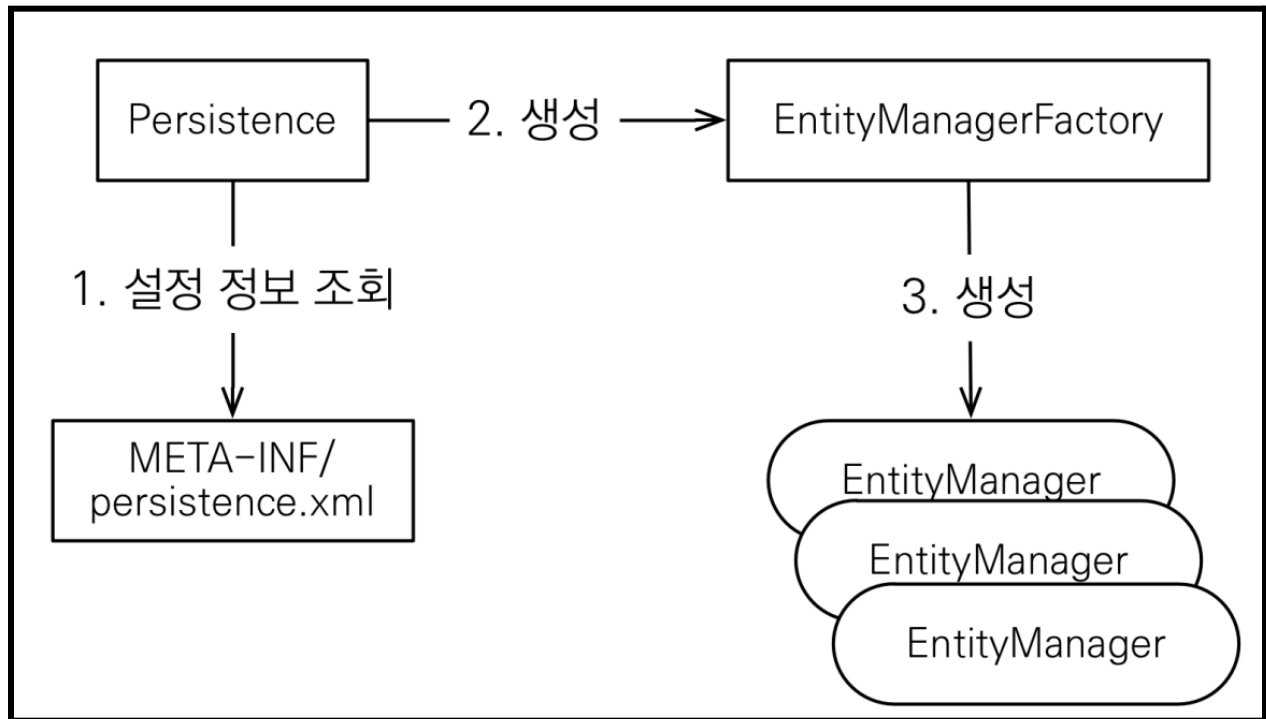 Persistence
2. 생성
EntityManagerFactory
1. 설정 정보 조회
3. 생성
META-INF/
persistence.xml
EntityManager
EntityManager
EntityManager